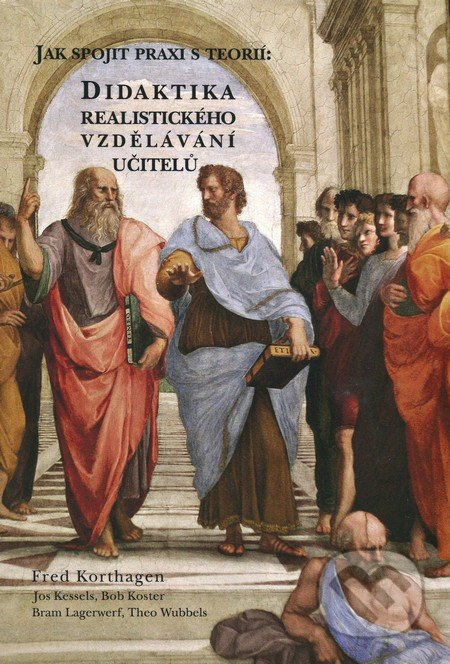 JAK SPOJIT PRAXI S TEORIÍ:
DIDAKTIKA
REALISTICKÉHO
VZDĚLÁVÁNÍ
UČITELŮ
Fred Korthagen
Jos Kessels, Bob Koster
Bram Lagerwerf, Theo Wubbels